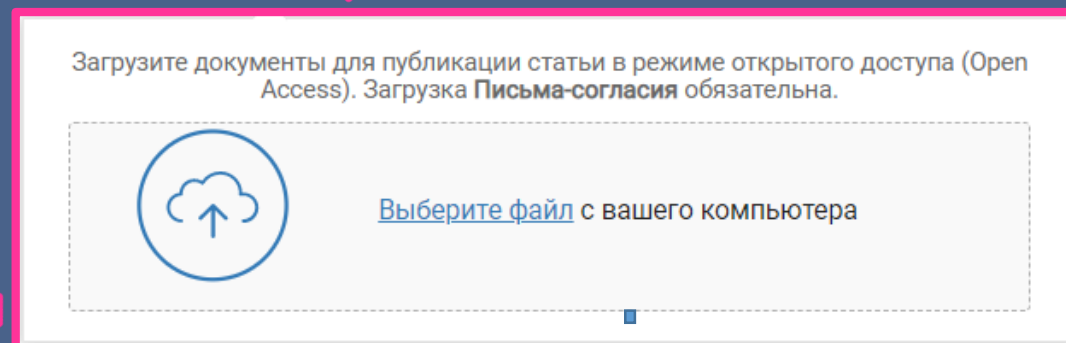 Загрузите документы для публикации статьи в режиме открытого доступа (Open
Access). Загрузка Письма-согласия обязательна.
Выберите файл с вашего компьютера